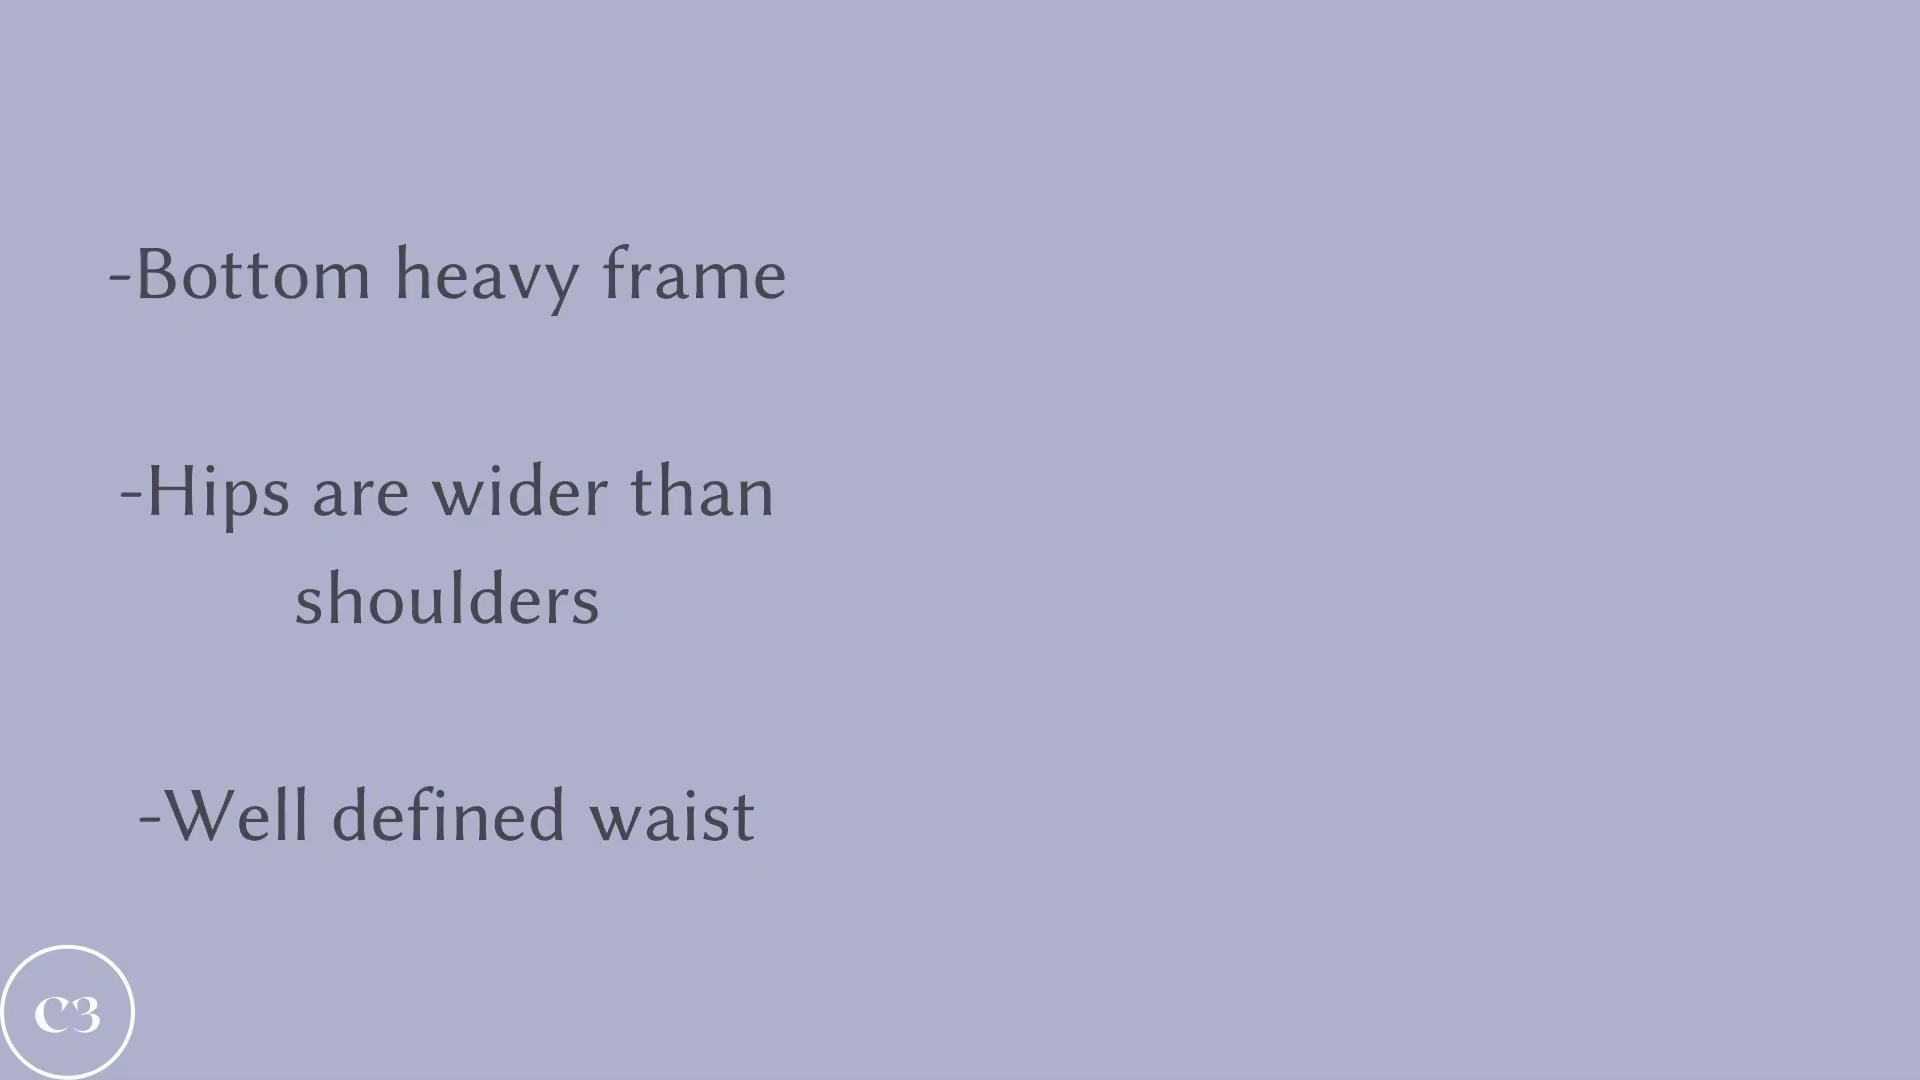 -Bottom heavy frame
-Hips are wider than
shoulders
-Well defined waist
C3